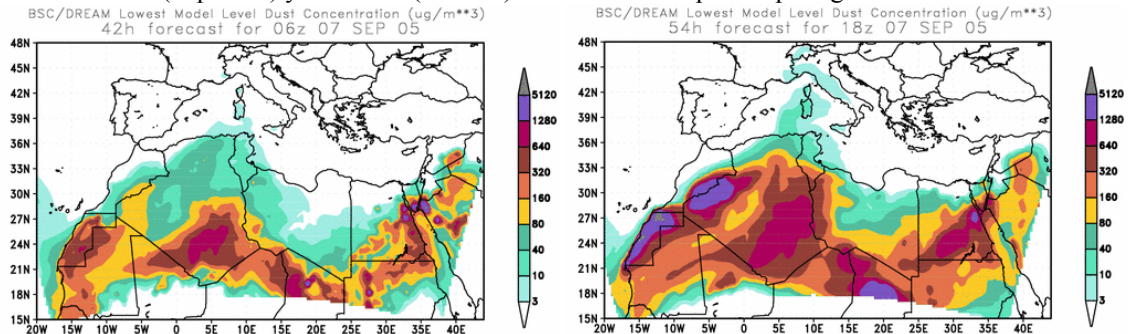 BSC/DREAM Lowest Model Level Dust Concentration (ug/m**3)
42h forecast for 06z 07 SEP 05
48N
45N
42N
39N
36N
33N
30N
27N
24N
21N
18N
20W 15W 10W 5W 0 5E 10E 15E 20E 25E 30E 35E 40E
5120
1280
640
320
160
80
40
10
3
BSC/DREAM Lowest Model Level Dust Concentration (ug/m**3)
54h forecast for 18z 07 SEP 05
48N
45N
42N
39N
36N
33N
30N
27N
24N
21N
18N
20W 15W 10W 5W 0 5E 10E 15E 20E 25E 30E 35E 40E
5120
1280
640
320
160
80
40
10
3